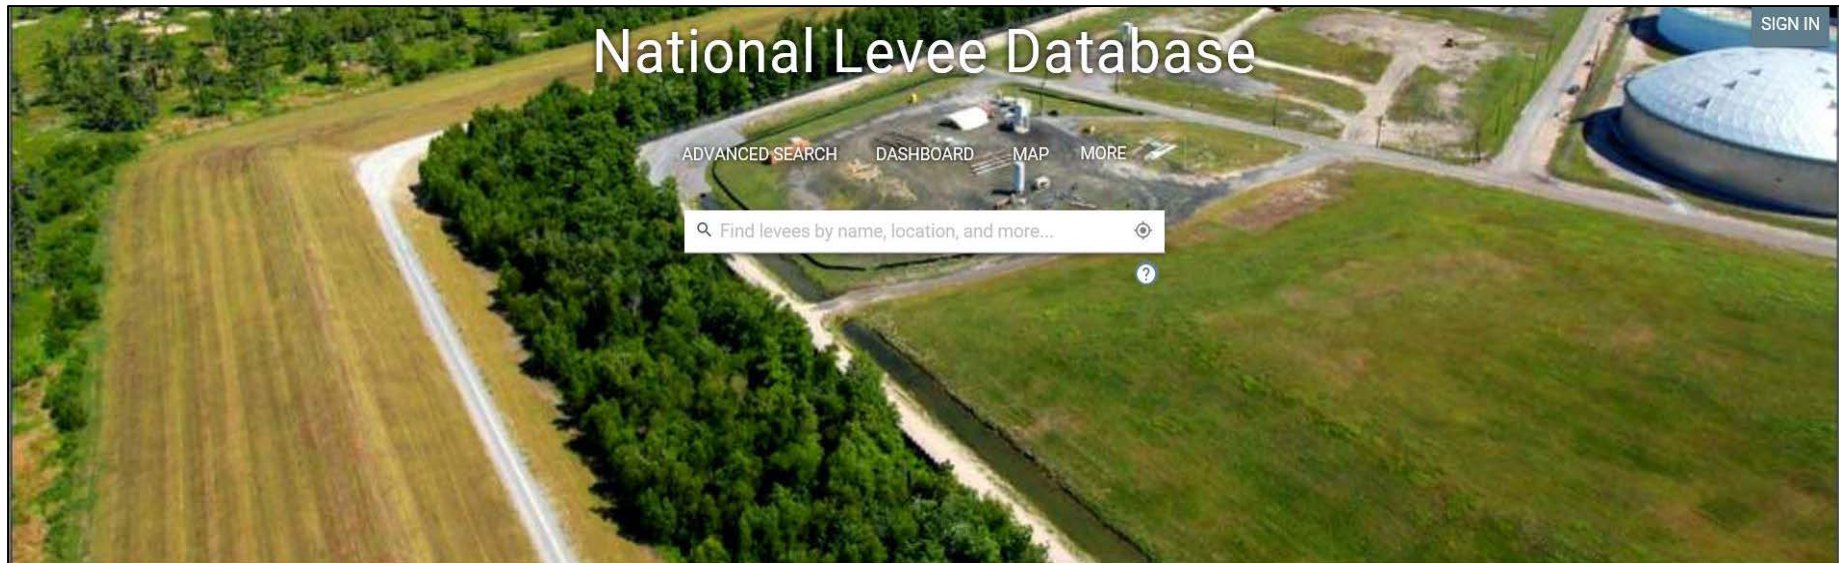 SIGN IN
National Levee Database
ADVANCED SEARCH DASHBOARD MAP MORE
Find levees by name, location, and more...
?